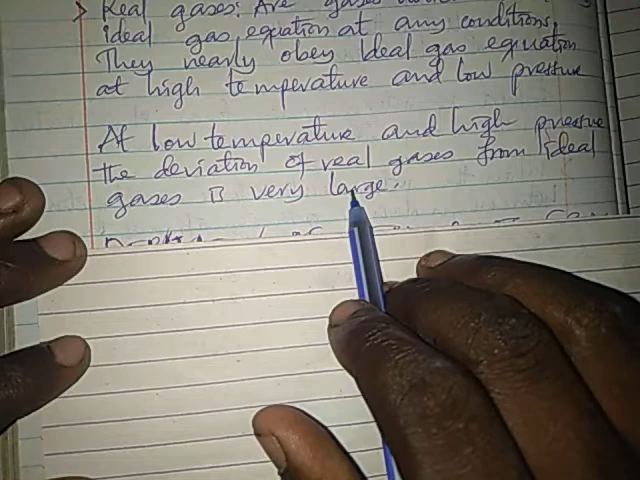 > Real gases: Are gases
ideal gas equation at any conditions.
They nearly obey Ideal gas equation
at high temperature and low pressure
At low temperature and high pressure
the deviation of real gases from ideal
gases is very large.